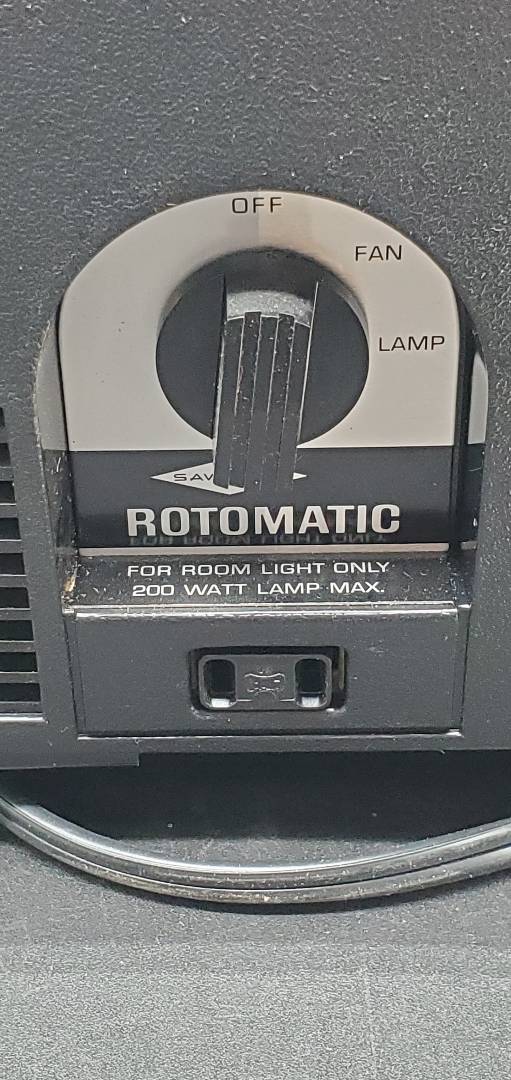 OFF
FAN
LAMP
ROTOMATIC
FOR ROOM LIGHT ONLY
200 WATT LAMP MAX.